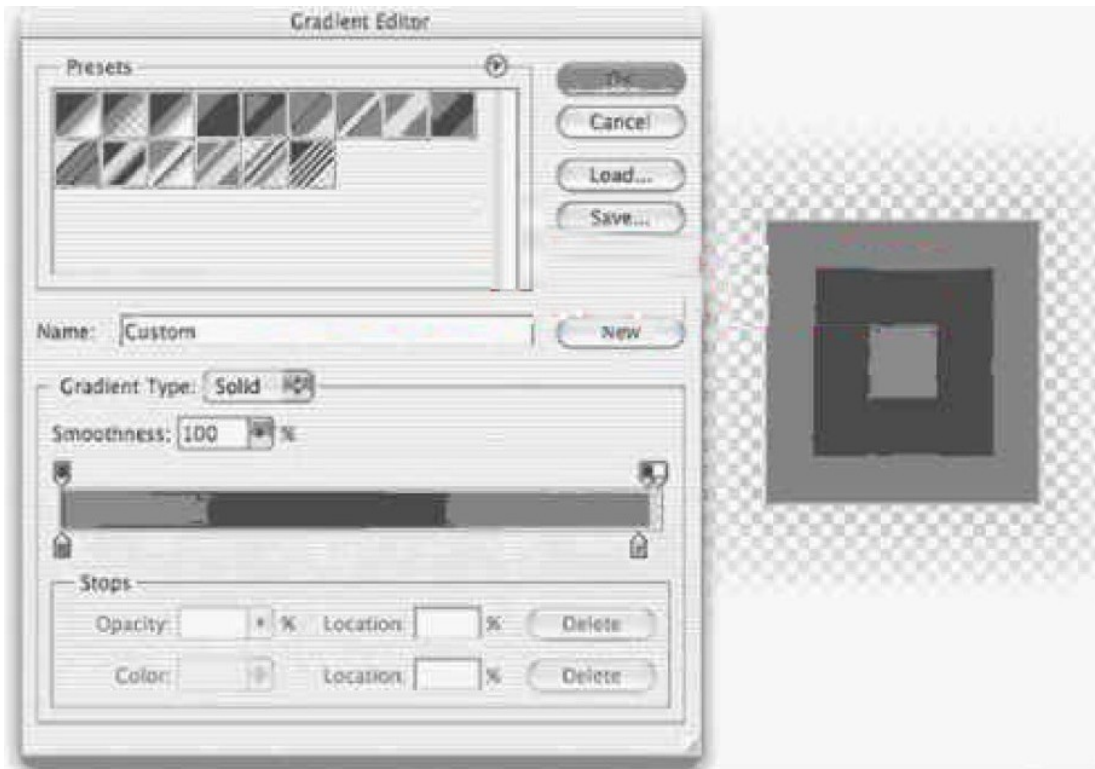 Gradient Editor
Presets
Cancel
Load...
Save...
Name: Custom
New
Gradient Type: Solid
Smoothness: 100 %
Stops
Opacity: % Location: % Delete
Color: Location: % Delete